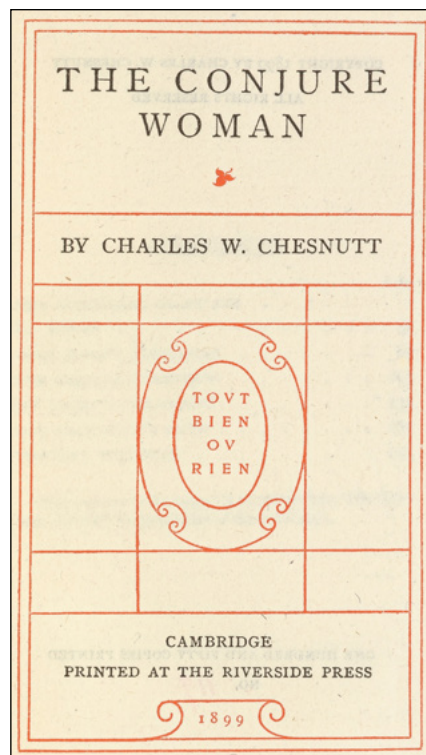 THE CONJURE
WOMAN
BY CHARLES W. CHESNUTT
TOVT
BIEN
OV
RIEN
CAMBRIDGE
PRINTED AT THE RIVERSIDE PRESS
1899